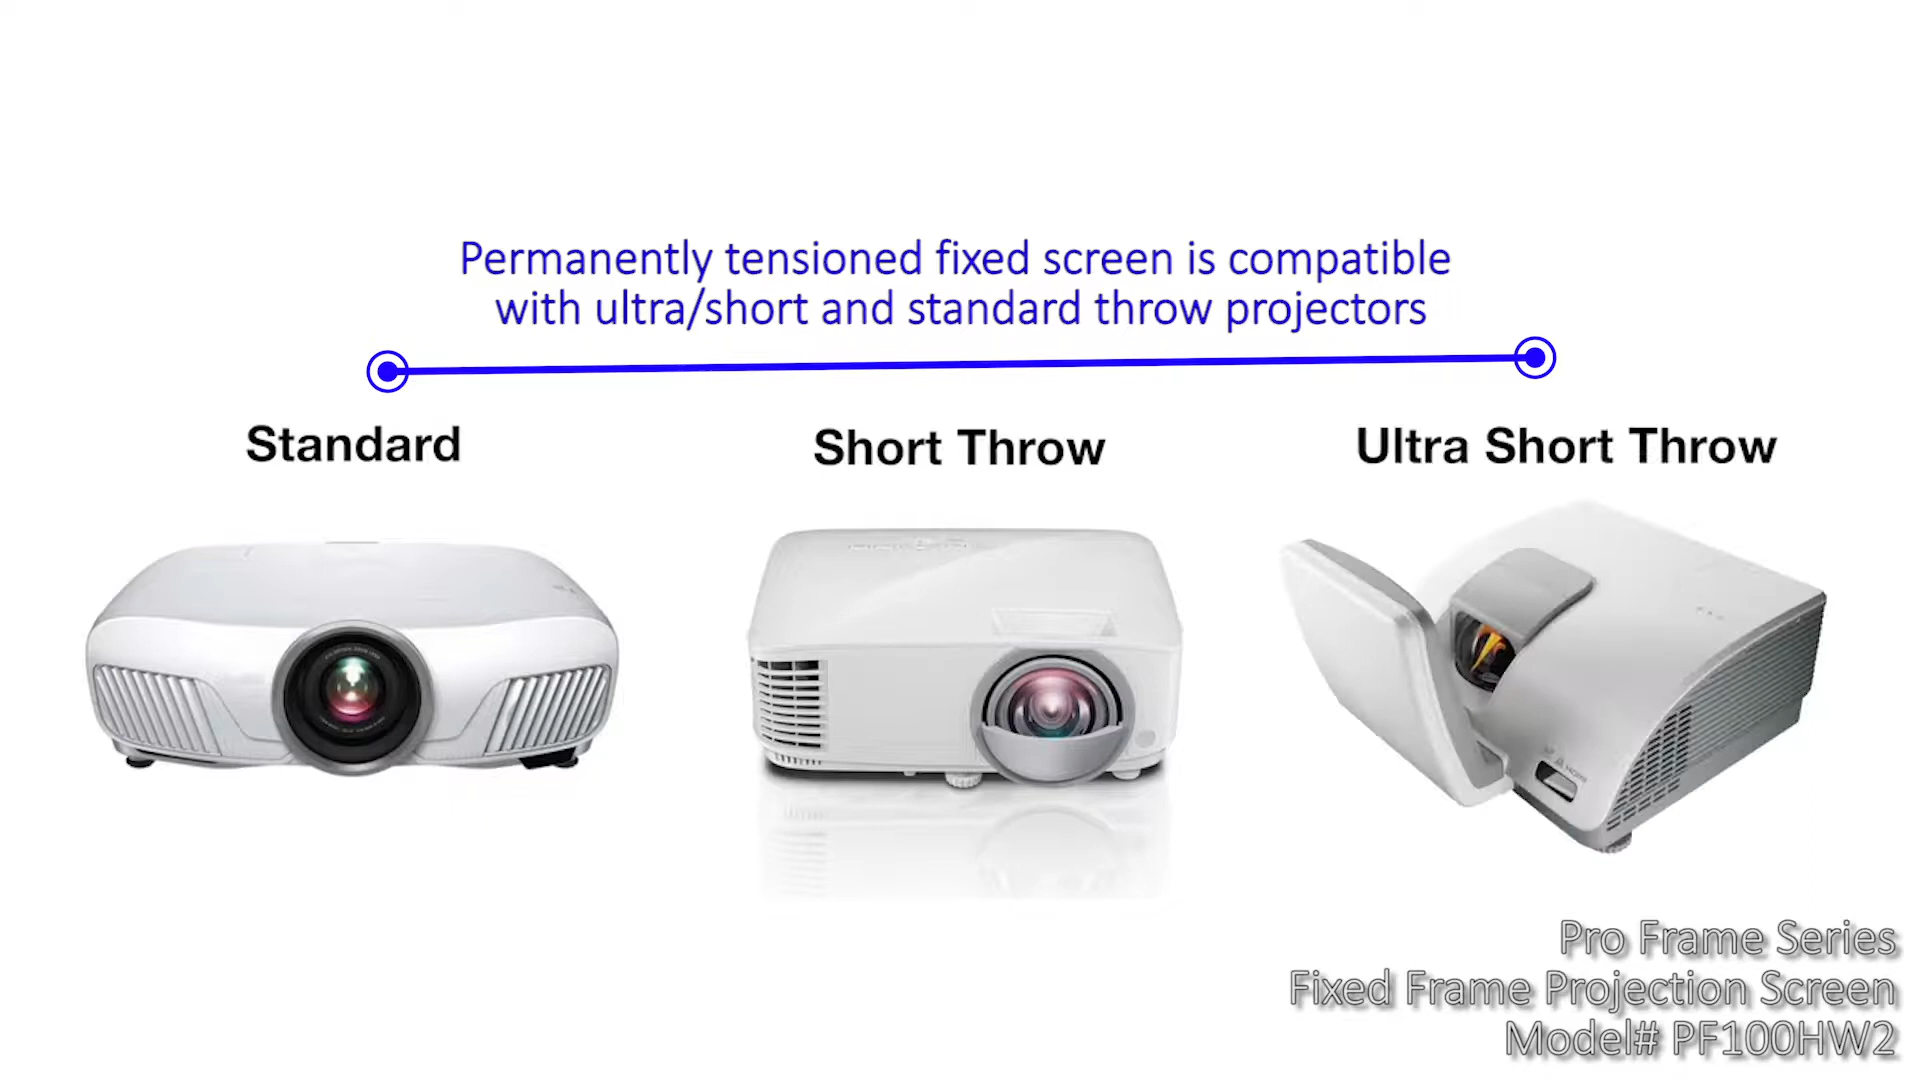 Permanently tensioned fixed screen is compatible
with ultra/short and standard throw projectors
Standard
Short Throw
Ultra Short Throw
HDMI
Pro Frame Series
Fixed Frame Projection Screen
Model# PF100HW2